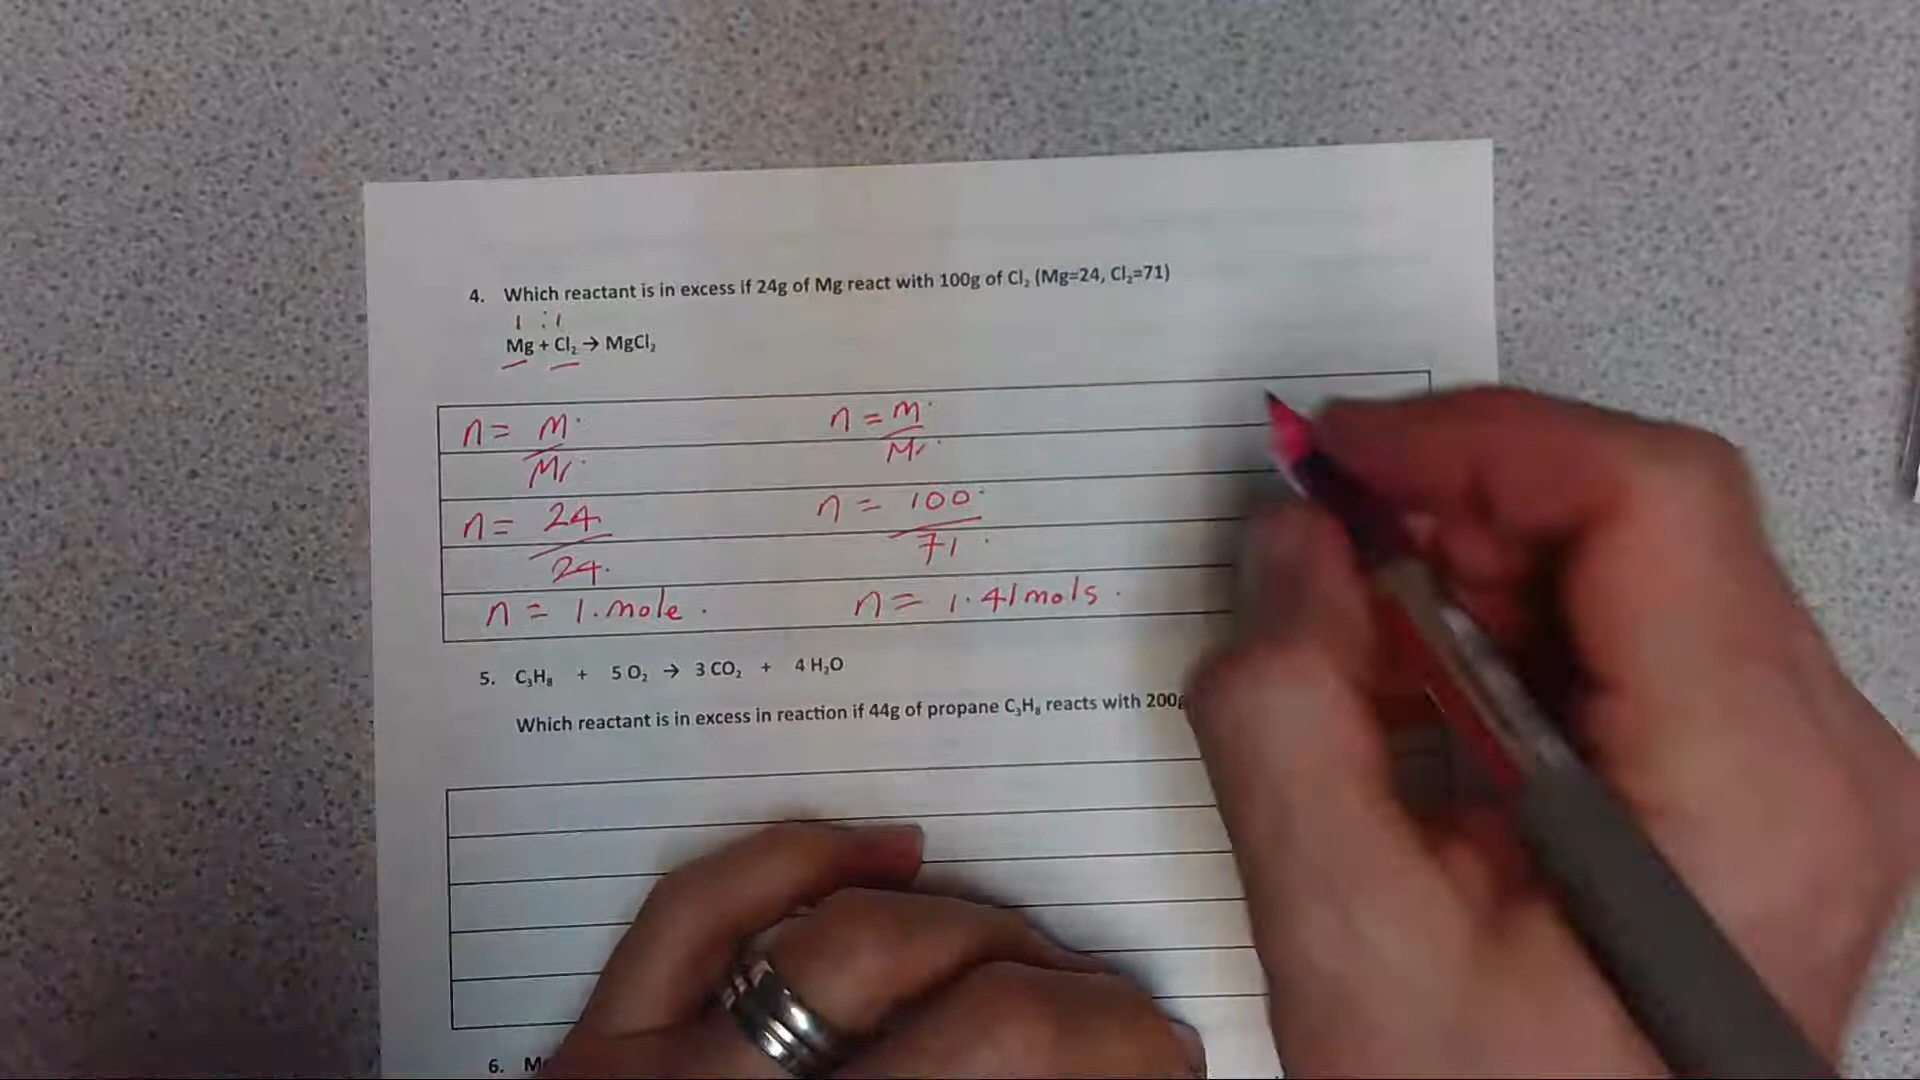 4. Which reactant is in excess if 24g of Mg react with 100g of Cl₂ (Mg=24, Cl₂=71)
1 : 1
Mg + Cl₂ → MgCl₂
n = m/Mr n = m/Mr
n = 24/24 n = 100/71
n = 1. mole. n = 1.41 mols.
5. C₃H₈ + 5 O₂ → 3 CO₂ + 4 H₂O
Which reactant is in excess in reaction if 44g of propane C₃H₈ reacts with 200g
6.